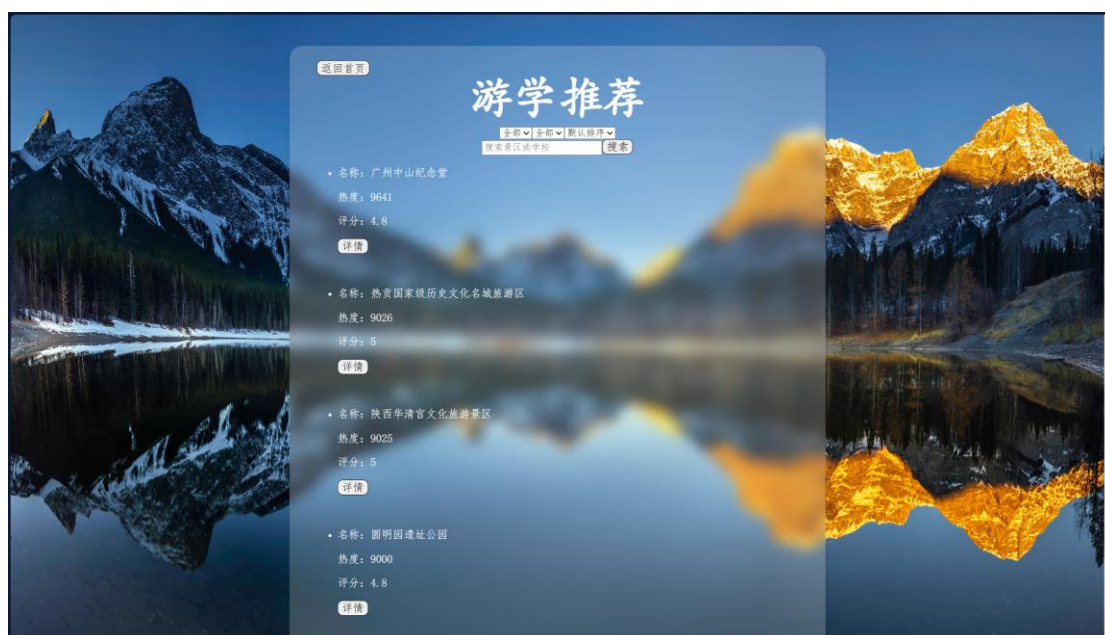 返回首页
游学推荐
全部 全部 默认排序
搜索景区或学校 搜索
• 名称：广州中山纪念堂
热度：9641
评分：4.8
详情
• 名称：热贡国家级历史文化名城旅游区
热度：9026
评分：5
详情
• 名称：陕西华清宫文化旅游景区
热度：9025
评分：5
详情
• 名称：圆明园遗址公园
热度：9000
评分：4.8
详情